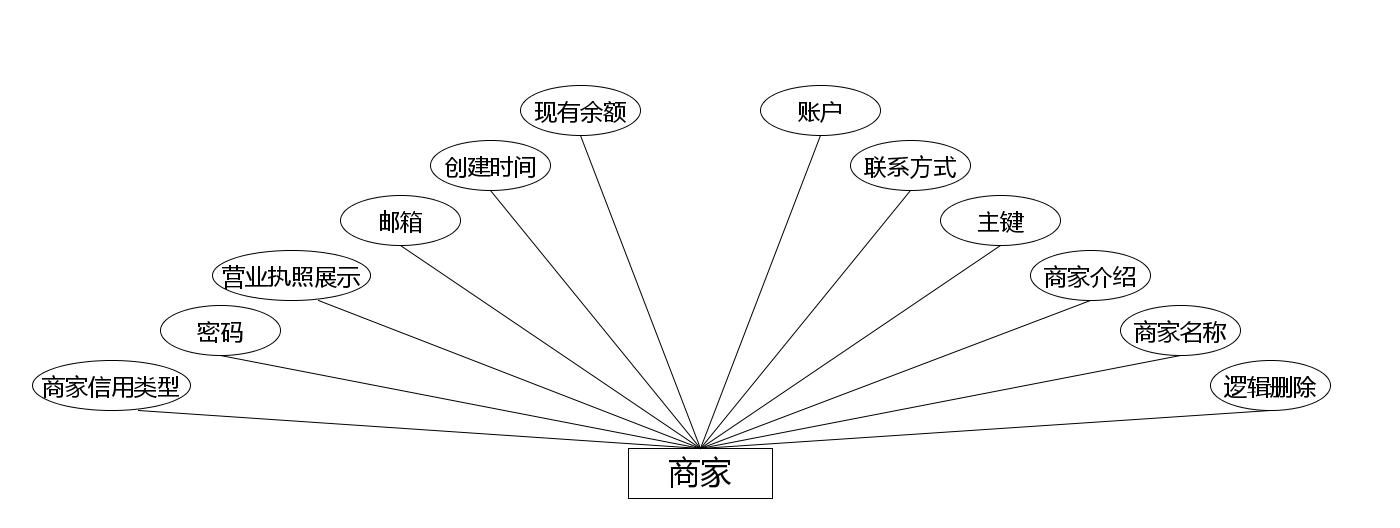 现有余额
账户
创建时间
联系方式
邮箱
主键
营业执照展示
商家介绍
密码
商家名称
商家信用类型
逻辑删除
商家